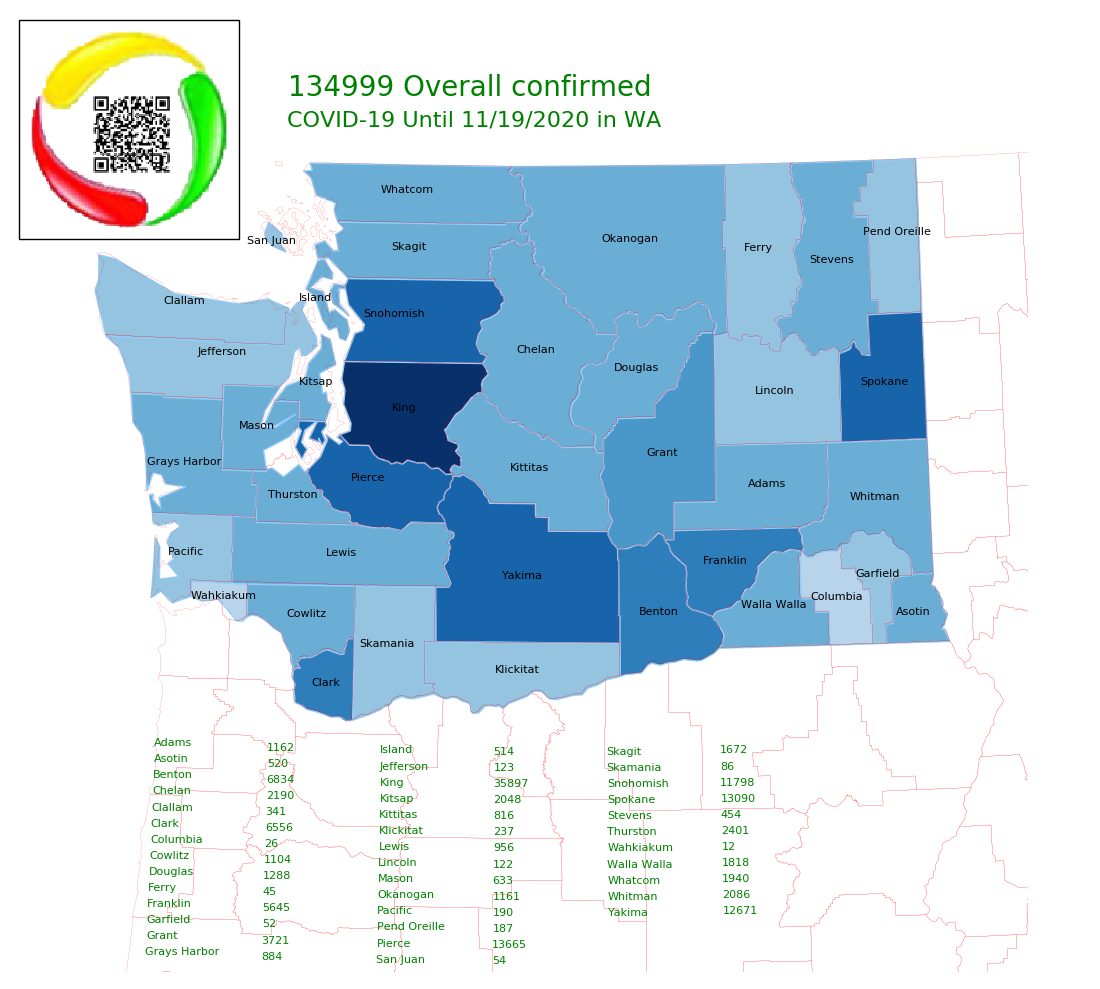 134999 Overall confirmed
COVID-19 Until 11/19/2020 in WA
Whatcom
San Juan
Skagit
Okanogan
Ferry
Stevens
Pend Oreille
Clallam
Island
Snohomish
Jefferson
Chelan
Kitsap
Douglas
Spokane
Lincoln
King
Mason
Grays Harbor
Kittitas
Grant
Pierce
Adams
Thurston
Whitman
Pacific
Lewis
Franklin
Yakima
Garfield
Wahkiakum
Columbia
Walla Walla
Cowlitz
Benton
Asotin
Skamania
Klickitat
Clark
Adams 1162
Asotin 520
Benton 6834
Chelan 2190
Clallam 341
Clark 6556
Columbia 26
Cowlitz 1104
Douglas 1288
Ferry 45
Franklin 5645
Garfield 52
Grant 3721
Grays Harbor 884
Island 514
Jefferson 123
King 35897
Kitsap 2048
Kittitas 816
Klickitat 237
Lewis 956
Lincoln 122
Mason 633
Okanogan 1161
Pacific 190
Pend Oreille 187
Pierce 13665
San Juan 54
Skagit 1672
Skamania 86
Snohomish 11798
Spokane 13090
Stevens 454
Thurston 2401
Wahkiakum 12
Walla Walla 1818
Whatcom 1940
Whitman 2086
Yakima 12671